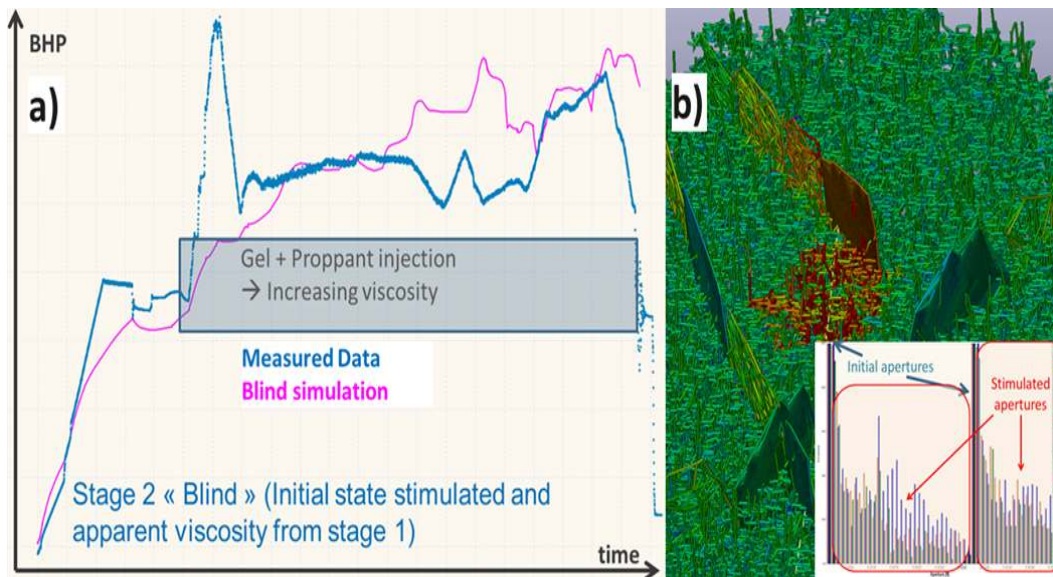 BHP
a)
Gel + Proppant injection
→ Increasing viscosity
Measured Data
Blind simulation
Stage 2 « Blind » (Initial state stimulated and
apparent viscosity from stage 1)
time
b)
Initial apertures
Stimulated
apertures